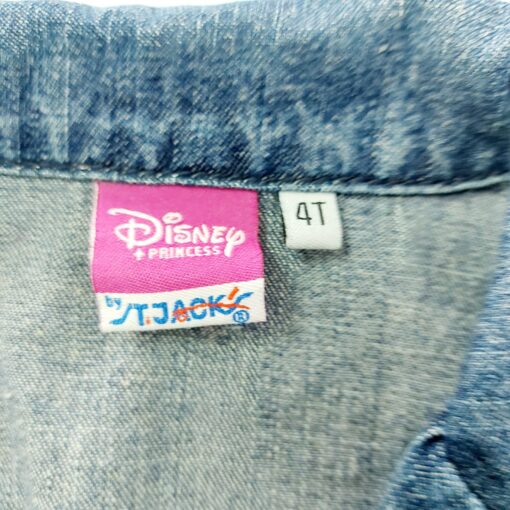 Disney
+ PRINCESS
by ST. JACK'S ®
4T